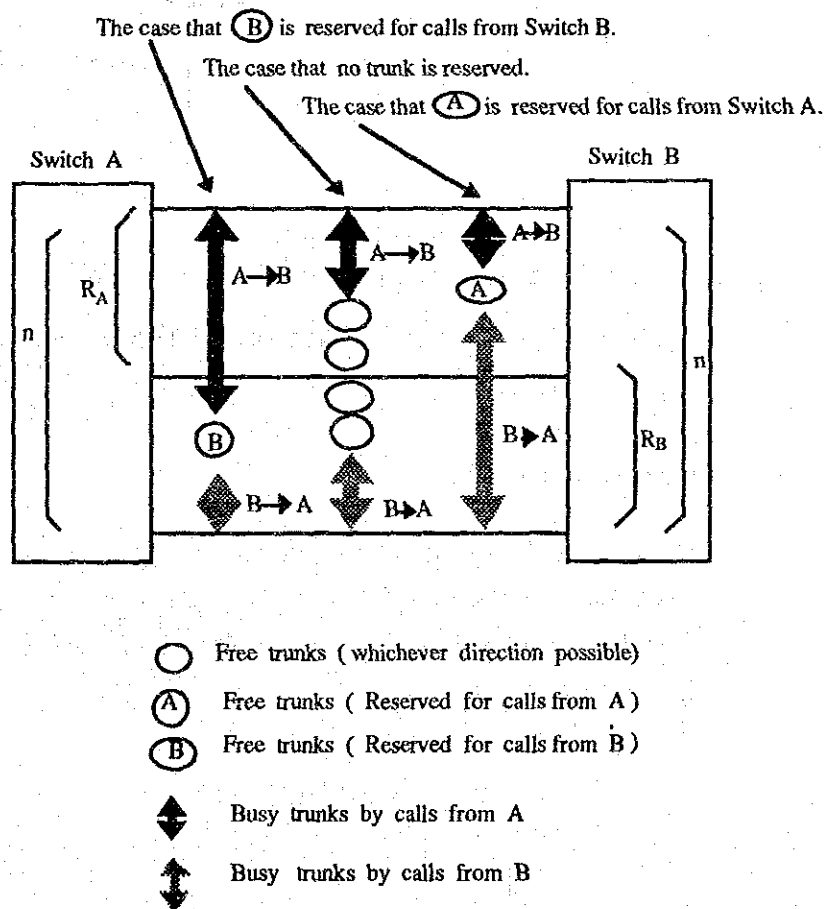 The case that B is reserved for calls from Switch B.
The case that no trunk is reserved.
The case that A is reserved for calls from Switch A.
Switch A
Switch B
A→B
A→B
A→B
RA
A
n
n
B
B→A
RB
B→A
B→A
Free trunks ( whichever direction possible)
A Free trunks ( Reserved for calls from A )
B Free trunks ( Reserved for calls from B )
Busy trunks by calls from A
Busy trunks by calls from B